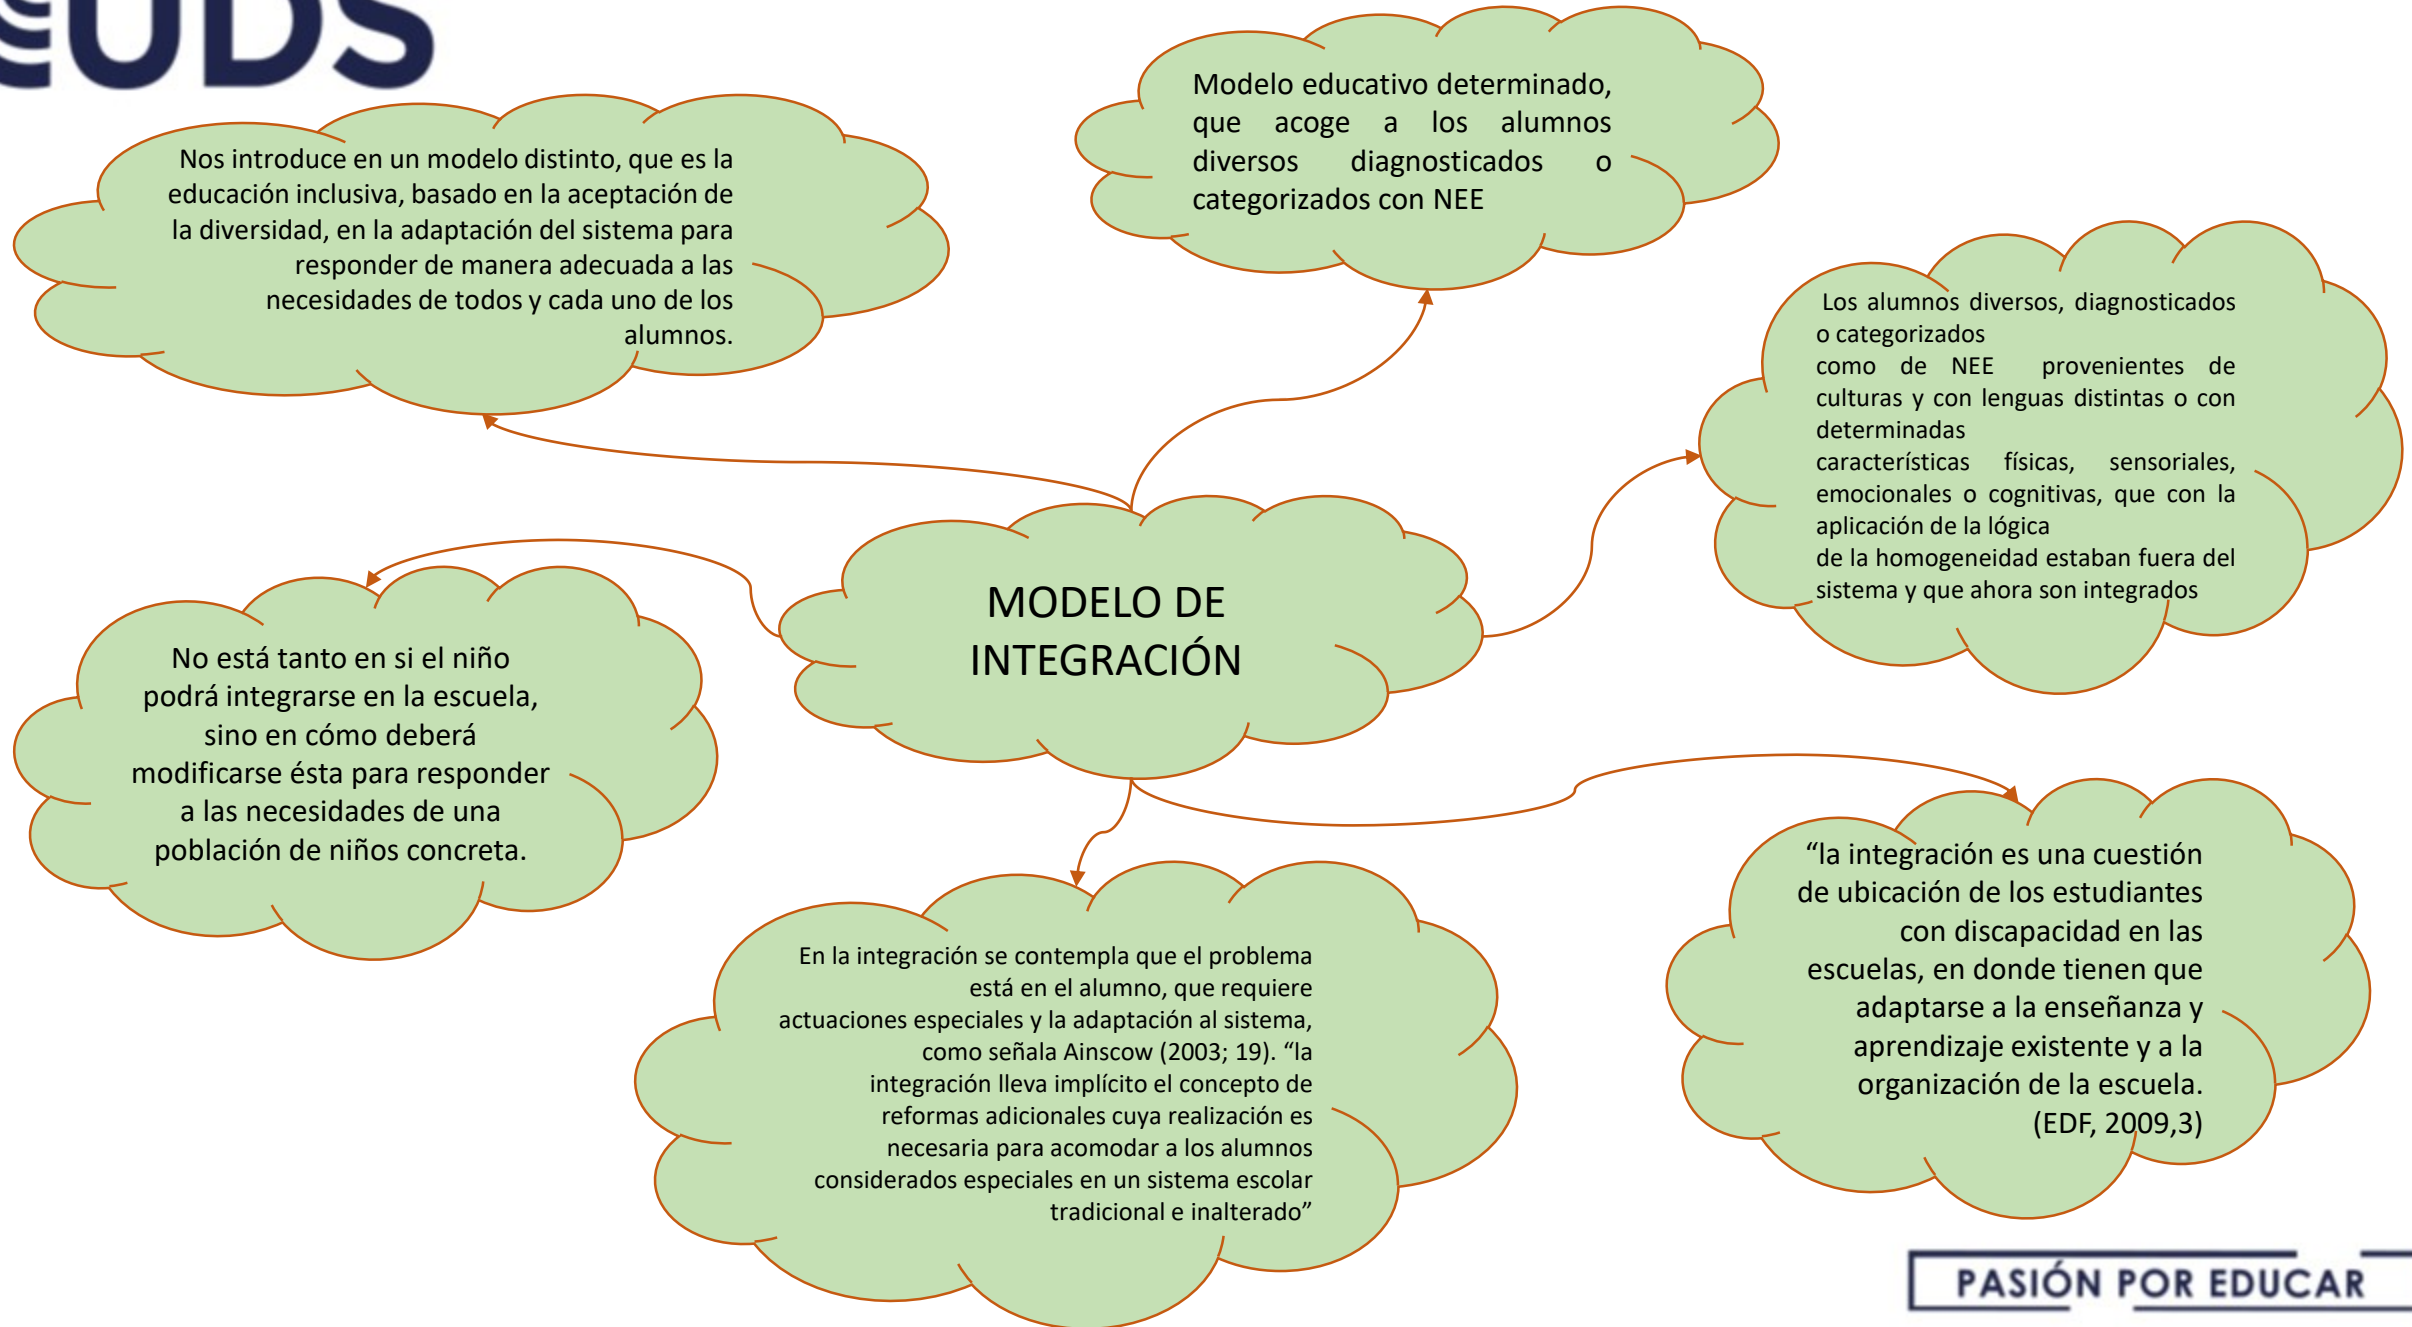 UDS
Nos introduce en un modelo distinto, que es la
educación inclusiva, basado en la aceptación de
la diversidad, en la adaptación del sistema para
responder de manera adecuada a las
necesidades de todos y cada uno de los
alumnos.
Modelo educativo determinado,
que acoge a los alumnos
diversos diagnosticados o
categorizados con NEE
Los alumnos diversos, diagnosticados
o categorizados
como de NEE provenientes de
culturas y con lenguas distintas o con
determinadas
características físicas, sensoriales,
emocionales o cognitivas, que con la
aplicación de la lógica
de la homogeneidad estaban fuera del
sistema y que ahora son integrados
MODELO DE
INTEGRACIÓN
No está tanto en si el niño
podrá integrarse en la escuela,
sino en cómo deberá
modificarse ésta para responder
a las necesidades de una
población de niños concreta.
En la integración se contempla que el problema
está en el alumno, que requiere
actuaciones especiales y la adaptación al sistema,
como señala Ainscow (2003; 19). “la
integración lleva implícito el concepto de
reformas adicionales cuya realización es
necesaria para acomodar a los alumnos
considerados especiales en un sistema escolar
tradicional e inalterado”
“la integración es una cuestión
de ubicación de los estudiantes
con discapacidad en las
escuelas, en donde tienen que
adaptarse a la enseñanza y
aprendizaje existente y a la
organización de la escuela.
(EDF, 2009,3)
PASIÓN POR EDUCAR